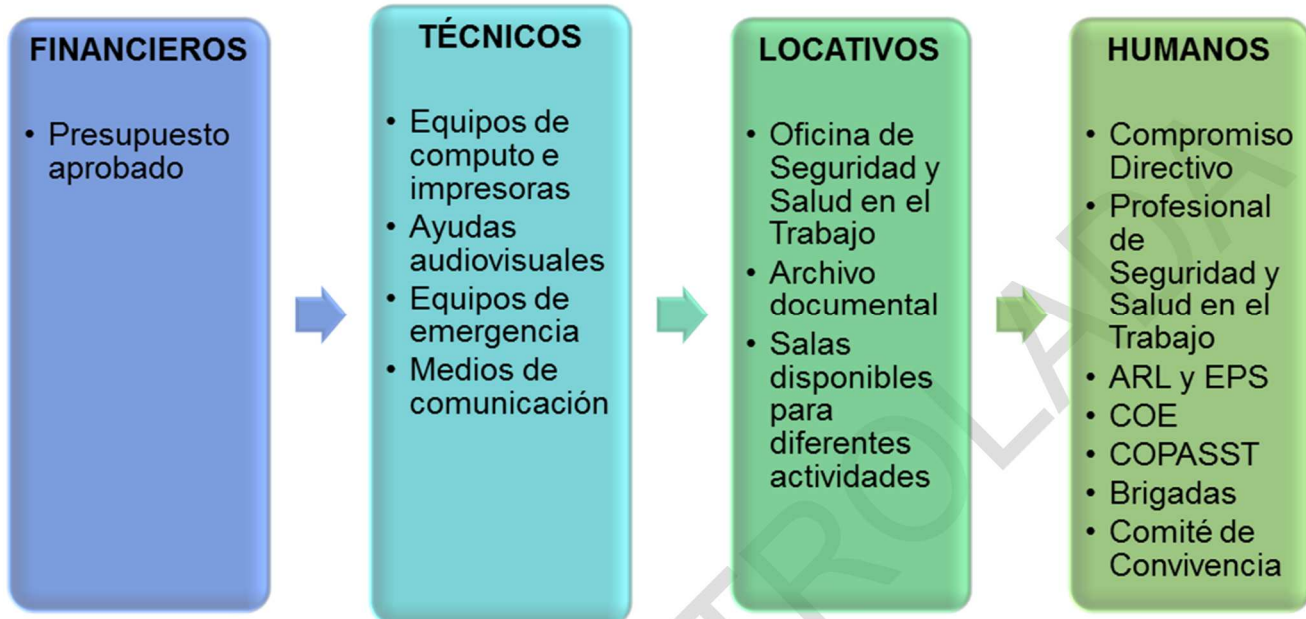 FINANCIEROS
• Presupuesto
aprobado
TÉCNICOS
• Equipos de
computo e
impresoras
• Ayudas
audiovisuales
• Equipos de
emergencia
• Medios de
comunicación
LOCATIVOS
• Oficina de
Seguridad y
Salud en el
Trabajo
• Archivo
documental
• Salas
disponibles
para
diferentes
actividades
HUMANOS
• Compromiso
Directivo
• Profesional
de
Seguridad y
Salud en el
Trabajo
• ARL y EPS
• COE
• COPASST
• Brigadas
• Comité de
Convivencia
TROLADA